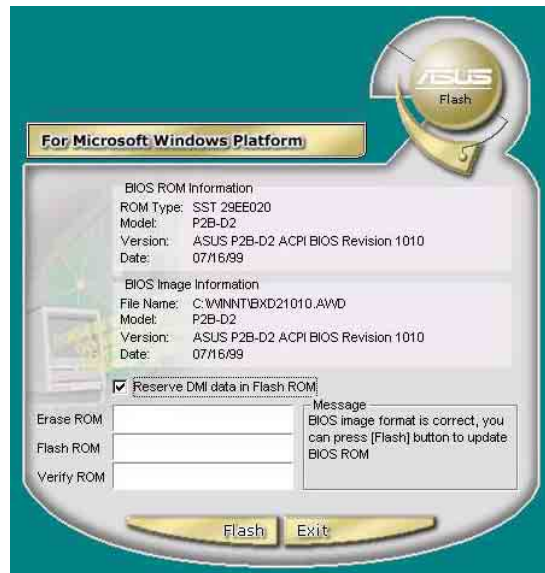 ASUS
Flash
For Microsoft Windows Platform
BIOS ROM Information
ROM Type: SST 29EE020
Model: P2B-D2
Version: ASUS P2B-D2 ACPI BIOS Revision 1010
Date: 07/16/99
BIOS Image Information
File Name: C:\WINNT\BXD21010.AWD
Model: P2B-D2
Version: ASUS P2B-D2 ACPI BIOS Revision 1010
Date: 07/16/99
Reserve DMI data in Flash ROM
Erase ROM
Flash ROM
Verify ROM
Message
BIOS image format is correct, you
can press [Flash] button to update
BIOS ROM
Flash
Exit